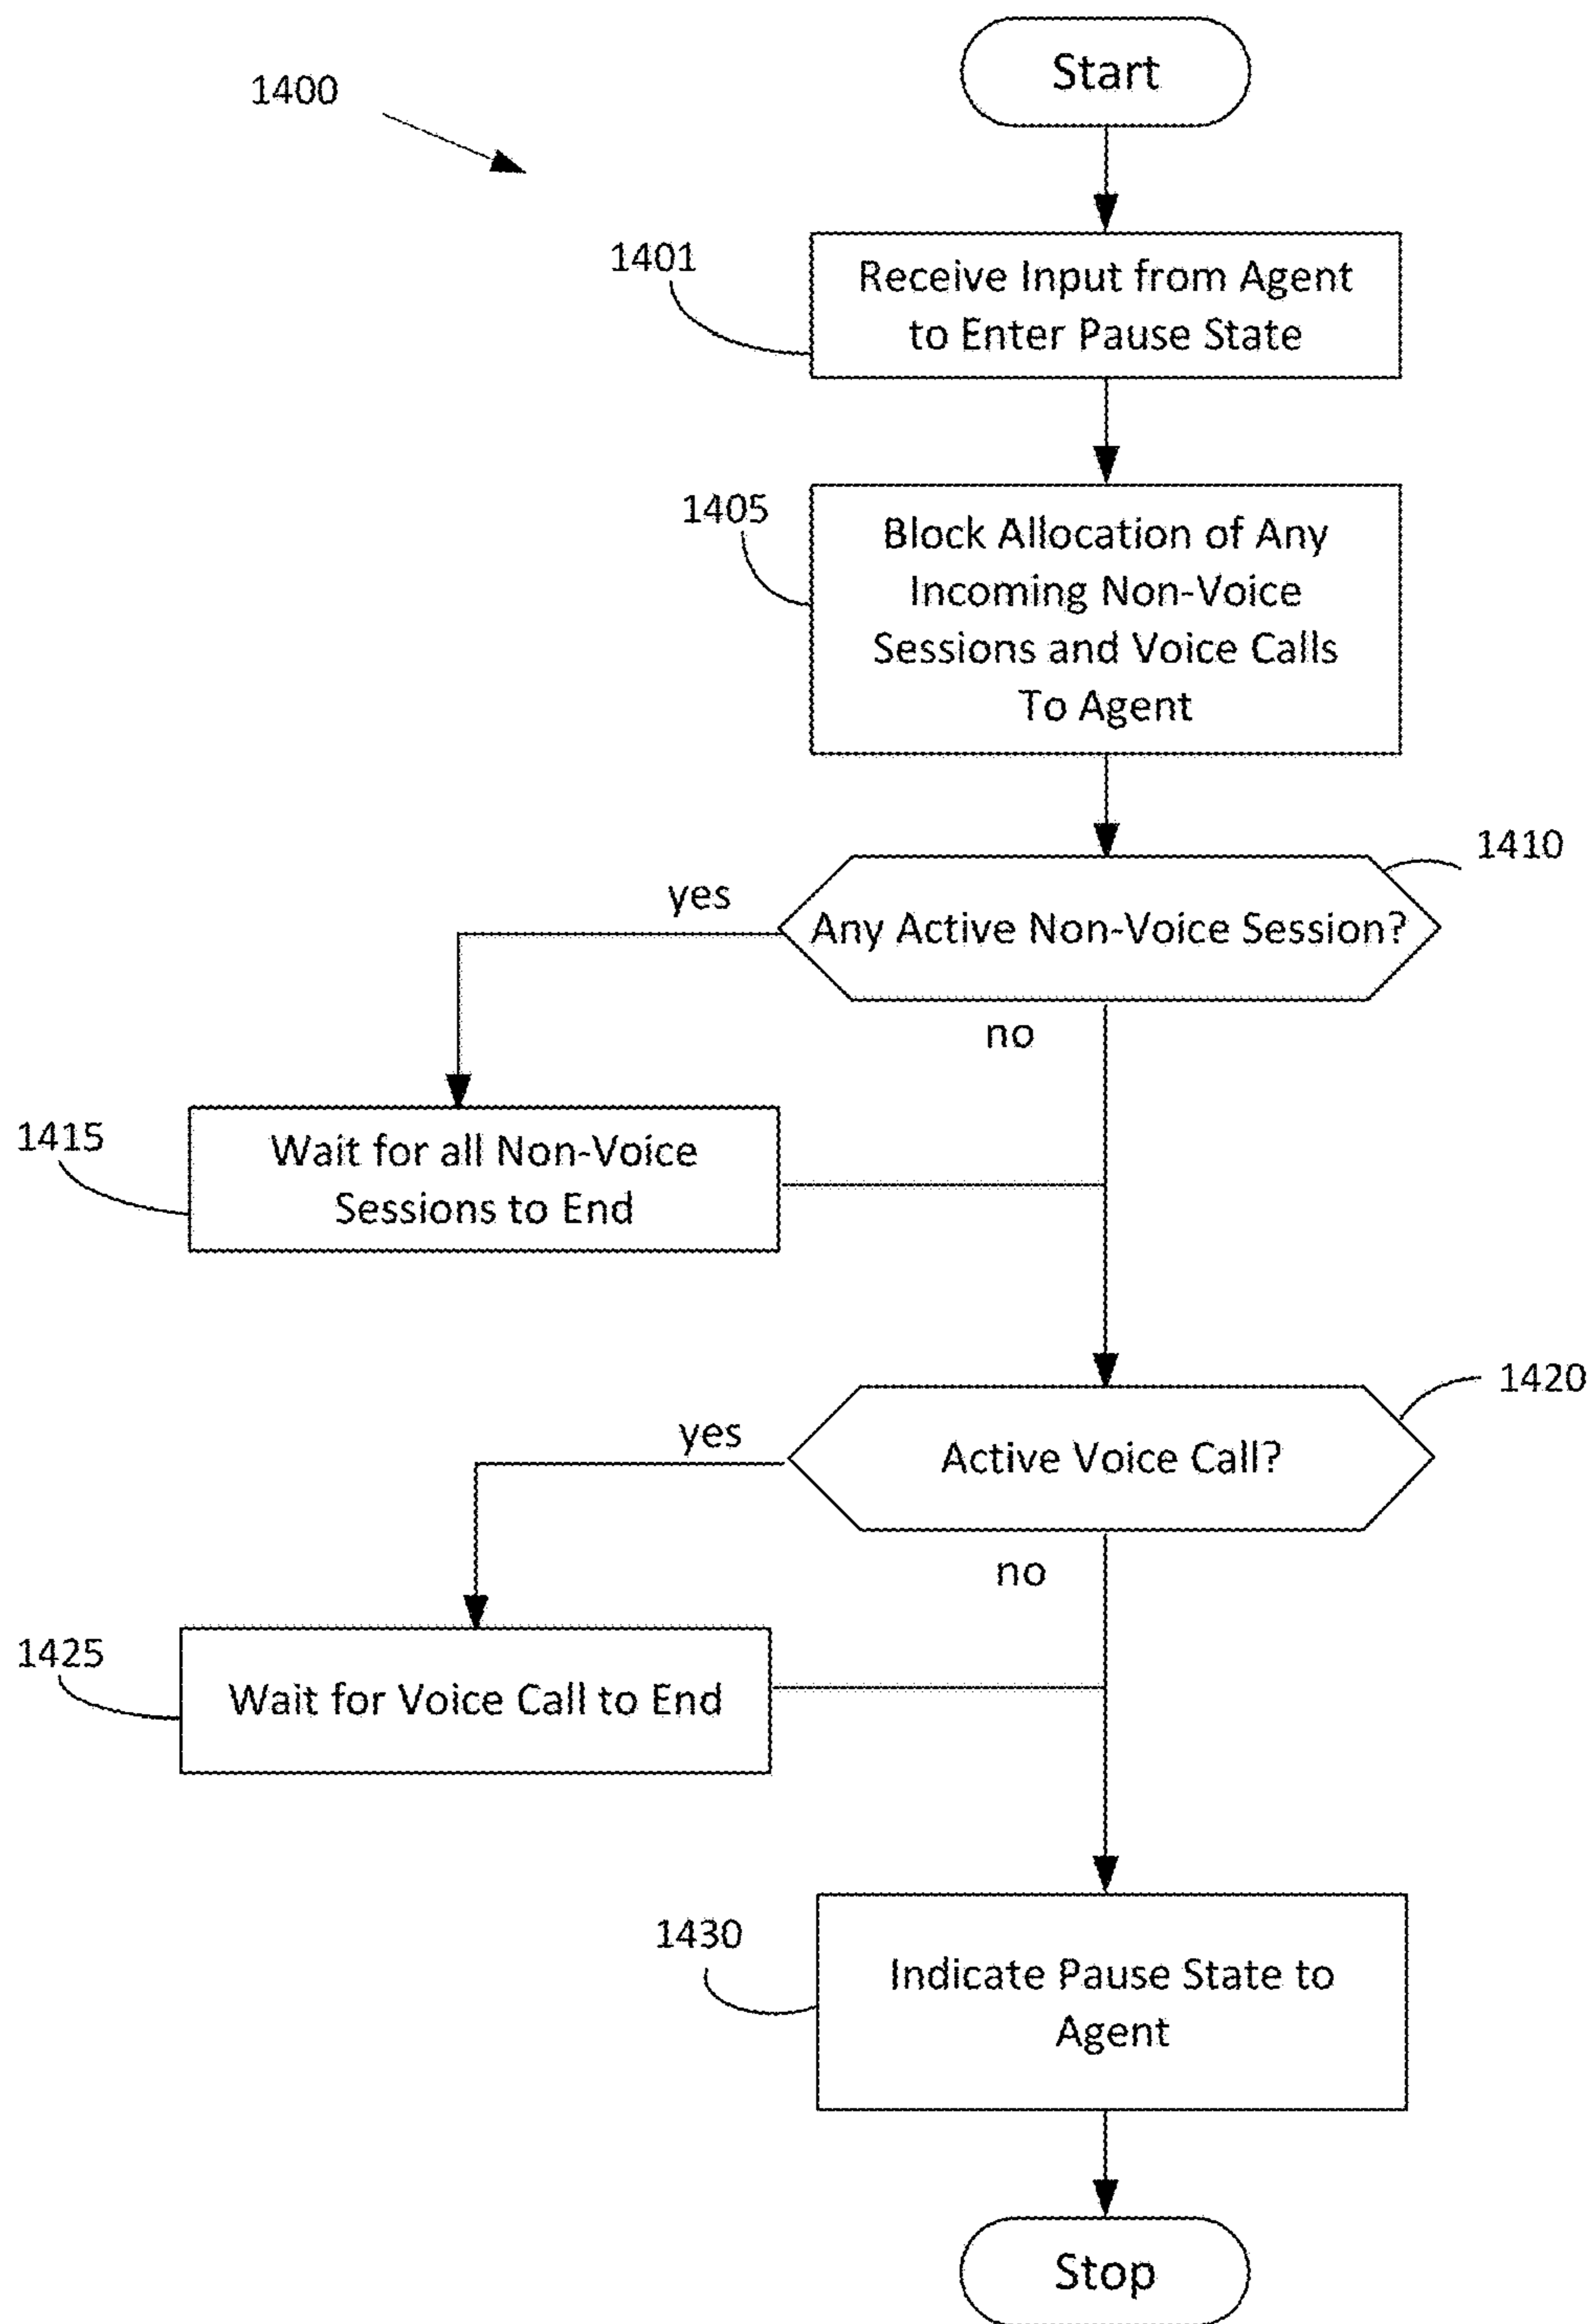 Start
1400
1401
Receive Input from Agent
to Enter Pause State
1405
Block Allocation of Any
Incoming Non-Voice
Sessions and Voice Calls
To Agent
1410
yes
Any Active Non-Voice Session?
no
1415
Wait for all Non-Voice
Sessions to End
1420
yes
Active Voice Call?
no
1425
Wait for Voice Call to End
1430
Indicate Pause State to
Agent
Stop